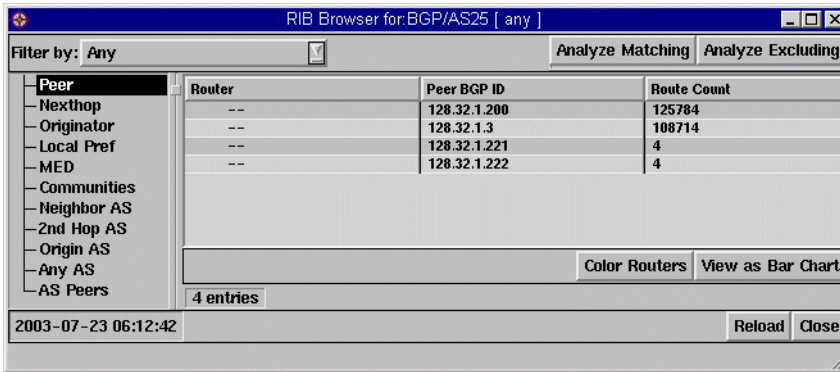 RIB Browser for:BGP/AS25 [ any ]
Filter by: Any Analyze Matching Analyze Excluding
Peer
Nexthop
Originator
Local Pref
MED
Communities
Neighbor AS
2nd Hop AS
Origin AS
Any AS
AS Peers
Router Peer BGP ID Route Count
-- 128.32.1.200 125784
-- 128.32.1.3 108714
-- 128.32.1.221 4
-- 128.32.1.222 4
Color Routers View as Bar Chart
4 entries
2003-07-23 06:12:42 Reload Close